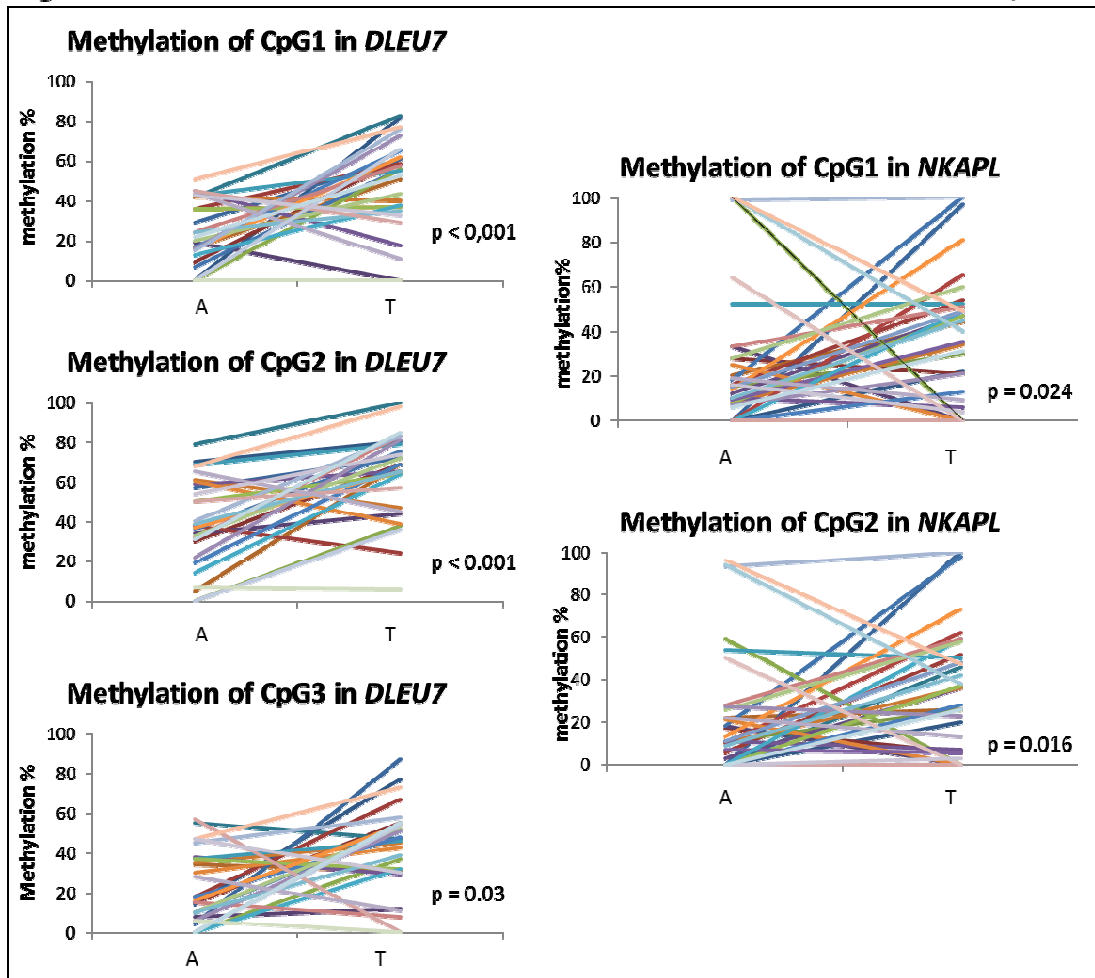 Methylation of CpG1 in DLEU7
methylation %
100
80
60
40
20
0
A
T
p < 0,001
Methylation of CpG2 in DLEU7
methylation %
100
80
60
40
20
0
A
T
p < 0.001
Methylation of CpG3 in DLEU7
Methylation %
100
80
60
40
20
0
A
T
p = 0.03
Methylation of CpG1 in NKAPL
methylation%
100
80
60
40
20
0
A
T
p = 0.024
Methylation of CpG2 in NKAPL
methylation %
100
80
60
40
20
0
A
T
p = 0.016